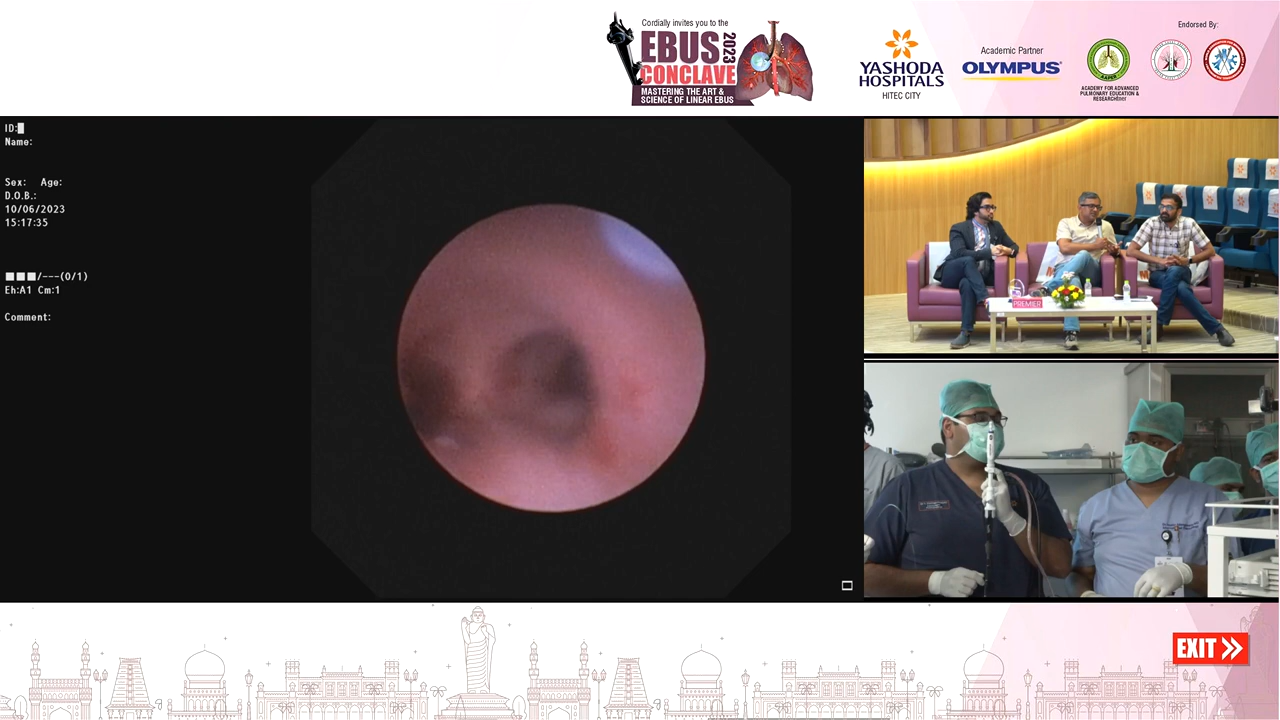 Cordially invites you to the
EBUS
2023
CONCLAVE
MASTERING THE ART &
SCIENCE OF LINEAR EBUS
YASHODA
HOSPITALS
HITEC CITY
Academic Partner
OLYMPUS
Endorsed By:
ACADEMY FOR ADVANCED
PULMONARY EDUCATION &
ID:
Name:
Sex: Age:
D.O.B.:
10/06/2023
15:17:35
■■■/---(0/1)
Eh:A1 Cm:1
Comment:
PREMIER
EXIT